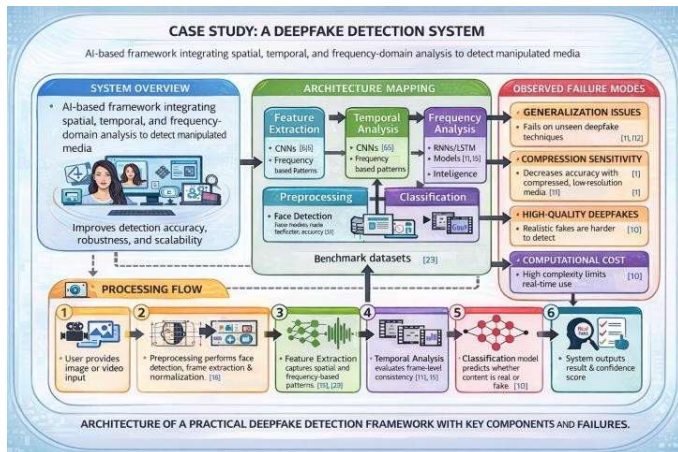 CASE STUDY: A DEEPFAKE DETECTION SYSTEM
AI-based framework integrating spatial, temporal, and frequency-domain analysis to detect manipulated media
SYSTEM OVERVIEW
• AI-based framework integrating
spatial, temporal, and frequency-
domain analysis to detect manipulated
media
Improves detection accuracy,
robustness, and scalability
ARCHITECTURE MAPPING
Feature
Extraction
• CNNs
• Frequency
based Patterns
Temporal
Analysis
• CNNs [65]
• Frequency
based patterns
Frequency
Analysis
• RNNs/LSTM
• Models [11, 15]
• Inteligence
Preprocessing
• Face Detection
Classification
Benchmark datasets [23]
OBSERVED FAILURE MODES
GENERALIZATION ISSUES
• Fails on unseen deepfake
techniques [11, [12]
COMPRESSION SENSITIVITY
• Decreases accuracy with [1]
compressed, low-resolution
media. [11] [1]
HIGH-QUALITY DEEPFAKES
• Realistic fakes are harder
to detect [10]
COMPUTATIONAL COST
• High complexity limits
real-time use [10]
PROCESSING FLOW
1
• User provides
image or video
input
2
• Preprocessing performs face
detection, frame extraction &
normalization. [16]
3
• Feature Extraction
captures spatial and
frequency-based
patterns. [15], [23]
4
• Temporal Analysis
evaluates frame-level
consistency [11], 15]
5
• Classification model
predicts whether
content is real or
fake [10]
6
• System outputs
result & confidence
score
ARCHITECTURE OF A PRACTICAL DEEPFAKE DETECTION FRAMEWORK WITH KEY COMPONENTS AND FAILURES.